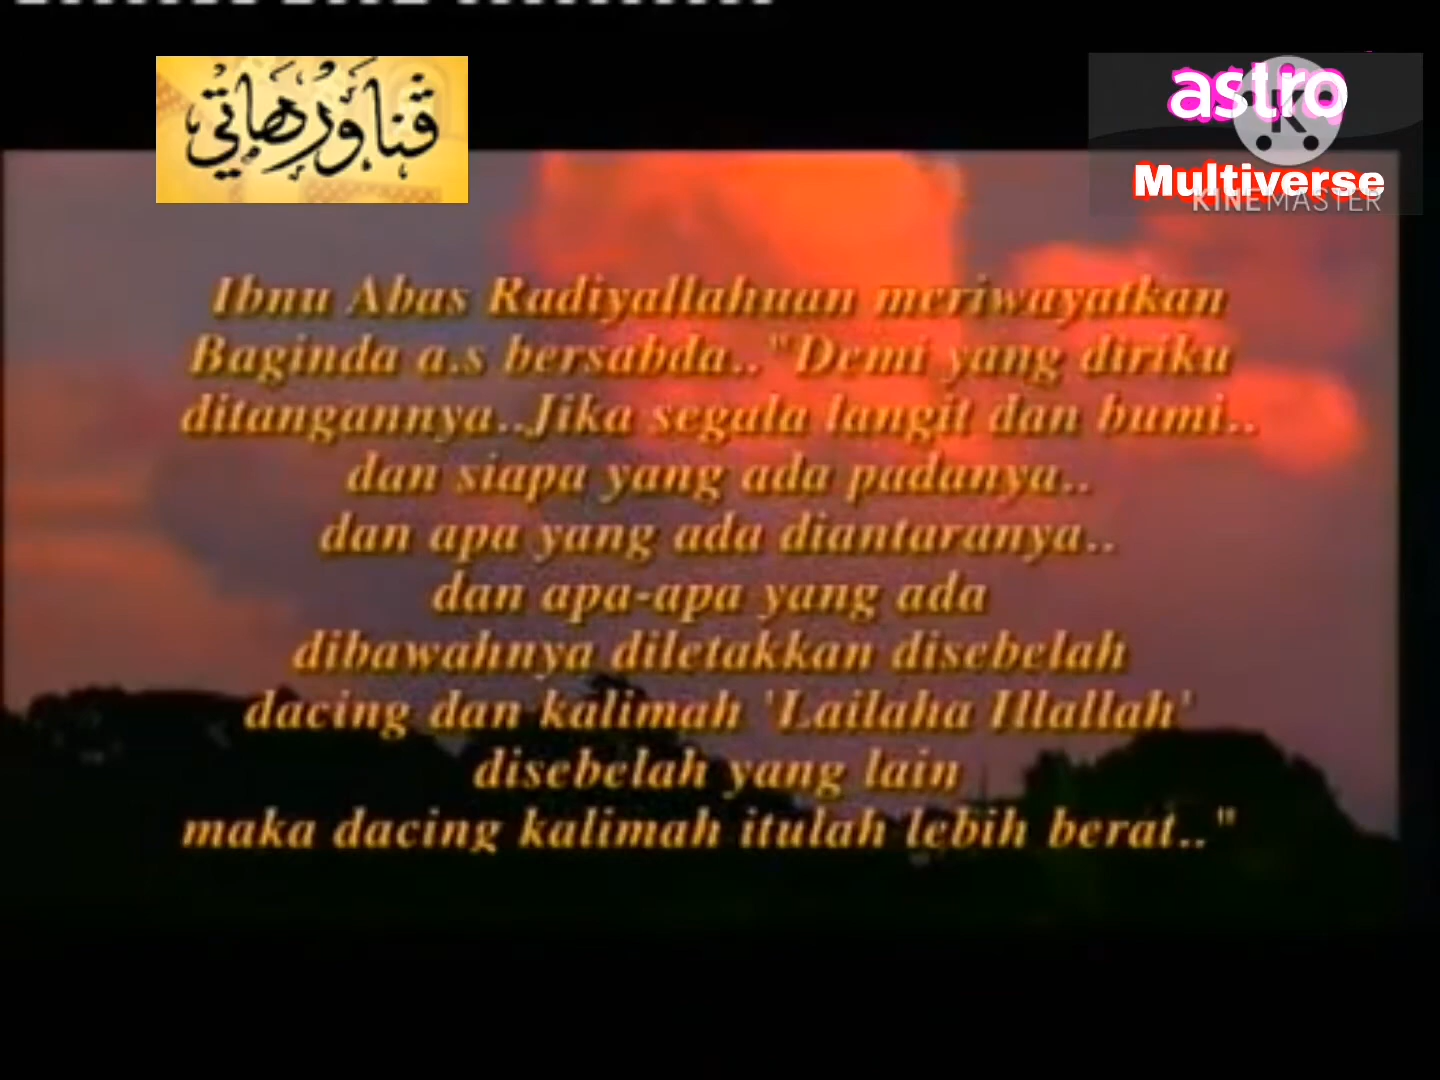 ڤناور هاتي
astro
Multiverse
KINEMASTER
Ibnu Abas Radiyallahuan meriwayatkan
Baginda a.s bersabda.."Demi yang diriku
ditangannya..Jika segala langit dan bumi..
dan siapa yang ada padanya..
dan apa yang ada diantaranya..
dan apa-apa yang ada
dibawahnya diletakkan disebelah
dacing dan kalimah 'Lailaha Illallah'
disebelah yang lain
maka dacing kalimah itulah lebih berat.."